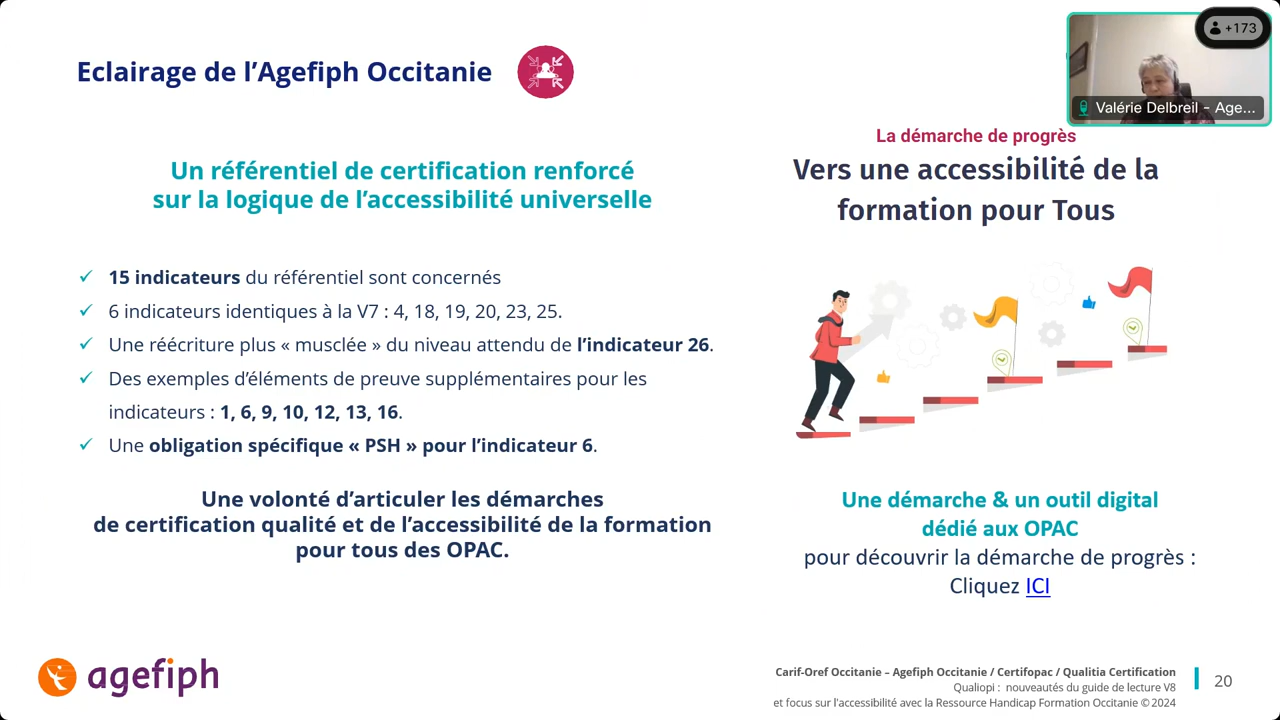 Eclairage de l'Agefiph Occitanie
+173
Valérie Delbreil - Age...
Un référentiel de certification renforcé
sur la logique de l'accessibilité universelle
15 indicateurs du référentiel sont concernés
6 indicateurs identiques à la V7 : 4, 18, 19, 20, 23, 25.
Une réécriture plus « musclée » du niveau attendu de l'indicateur 26.
Des exemples d'éléments de preuve supplémentaires pour les
indicateurs : 1, 6, 9, 10, 12, 13, 16.
Une obligation spécifique « PSH » pour l'indicateur 6.
Une volonté d'articuler les démarches
de certification qualité et de l'accessibilité de la formation
pour tous des OPAC.
La démarche de progrès
Vers une accessibilité de la
formation pour Tous
Une démarche & un outil digital
dédié aux OPAC
pour découvrir la démarche de progrès :
Cliquez ICI
agefiph
Carif-Oref Occitanie – Agefiph Occitanie / Certifopac / Qualitia Certification
Qualiopi : nouveautés du guide de lecture V8
et focus sur l'accessibilité avec la Ressource Handicap Formation Occitanie © 2024
20